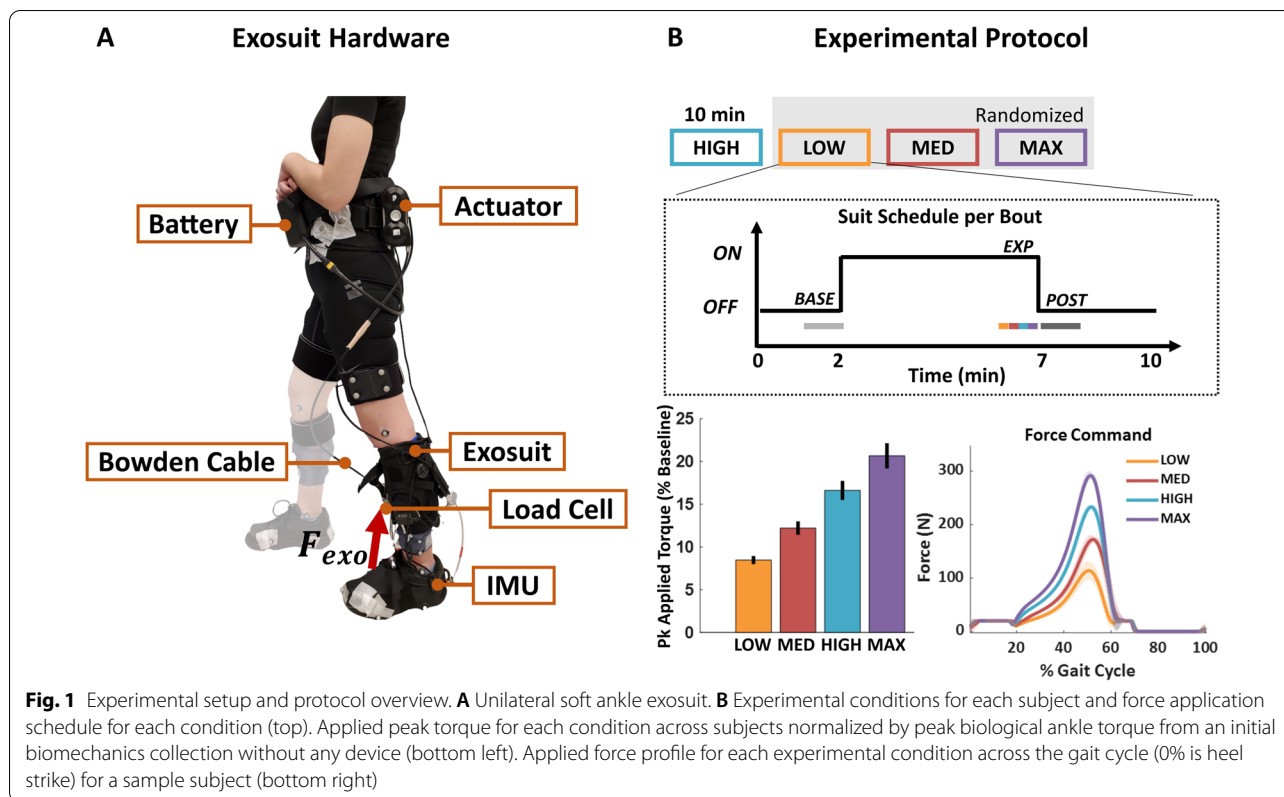 A Exosuit Hardware
Battery
Actuator
Bowden Cable
Exosuit
Load Cell
F exo
IMU
B Experimental Protocol
10 min
Randomized
HIGH LOW MED MAX
Suit Schedule per Bout
ON
EXP
OFF
BASE
POST
0 2 7 10
Time (min)
Pk Applied Torque (% Baseline)
25
20
15
10
5
0
LOW MED HIGH MAX
Force Command
LOW
MED
HIGH
MAX
Force (N)
300
200
100
0
20 40 60 80 100
% Gait Cycle
Fig. 1 Experimental setup and protocol overview. A Unilateral soft ankle exosuit. B Experimental conditions for each subject and force application
schedule for each condition (top). Applied peak torque for each condition across subjects normalized by peak biological ankle torque from an initial
biomechanics collection without any device (bottom left). Applied force profile for each experimental condition across the gait cycle (0% is heel
strike) for a sample subject (bottom right)